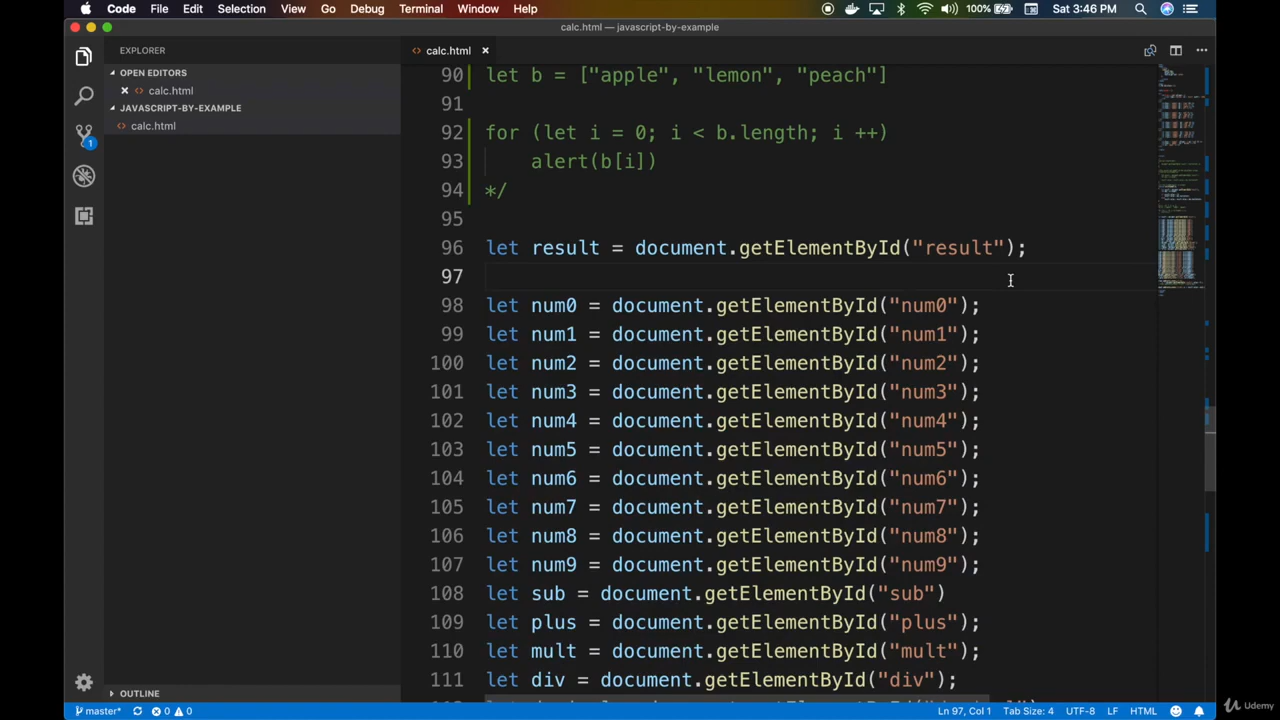 Code File Edit Selection View Go Debug Terminal Window Help 100% Sat 3:46 PM
calc.html — javascript-by-example
EXPLORER
OPEN EDITORS
calc.html
JAVASCRIPT-BY-EXAMPLE
calc.html
1
OUTLINE
calc.html
90 let b = ["apple", "lemon", "peach"]
91
92 for (let i = 0; i < b.length; i ++)
93 alert(b[i])
94 */
95
96 let result = document.getElementById("result");
97
98 let num0 = document.getElementById("num0");
99 let num1 = document.getElementById("num1");
100 let num2 = document.getElementById("num2");
101 let num3 = document.getElementById("num3");
102 let num4 = document.getElementById("num4");
103 let num5 = document.getElementById("num5");
104 let num6 = document.getElementById("num6");
105 let num7 = document.getElementById("num7");
106 let num8 = document.getElementById("num8");
107 let num9 = document.getElementById("num9");
108 let sub = document.getElementById("sub")
109 let plus = document.getElementById("plus");
110 let mult = document.getElementById("mult");
111 let div = document.getElementById("div");
master* 0 0 Ln 97, Col 1 Tab Size: 4 UTF-8 LF HTML
Udemy